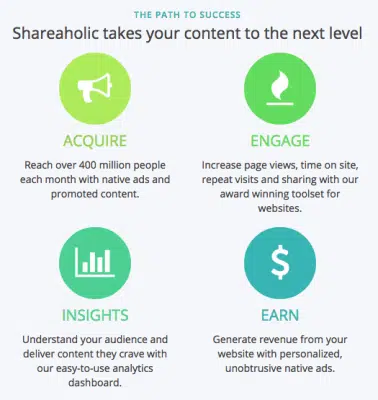 THE PATH TO SUCCESS
Shareaholic takes your content to the next level
ACQUIRE
Reach over 400 million people
each month with native ads and
promoted content.
ENGAGE
Increase page views, time on site,
repeat visits and sharing with our
award winning toolset for
websites.
INSIGHTS
Understand your audience and
deliver content they crave with
our easy-to-use analytics
dashboard.
$
EARN
Generate revenue from your
website with personalized,
unobtrusive native ads.